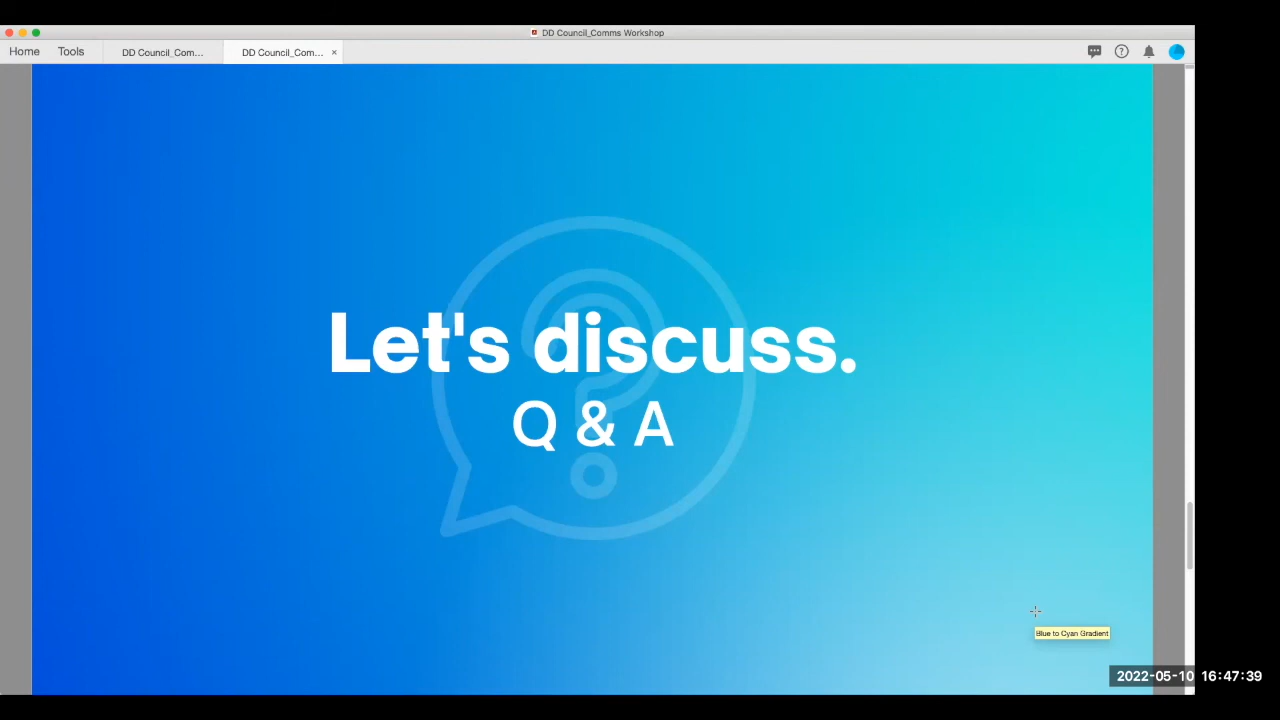 DD Council_Comms Workshop
Home Tools DD Council_Com... DD Council_Com... ×
Let's discuss.
Q & A
Blue to Cyan Gradient
2022-05-10 16:47:39